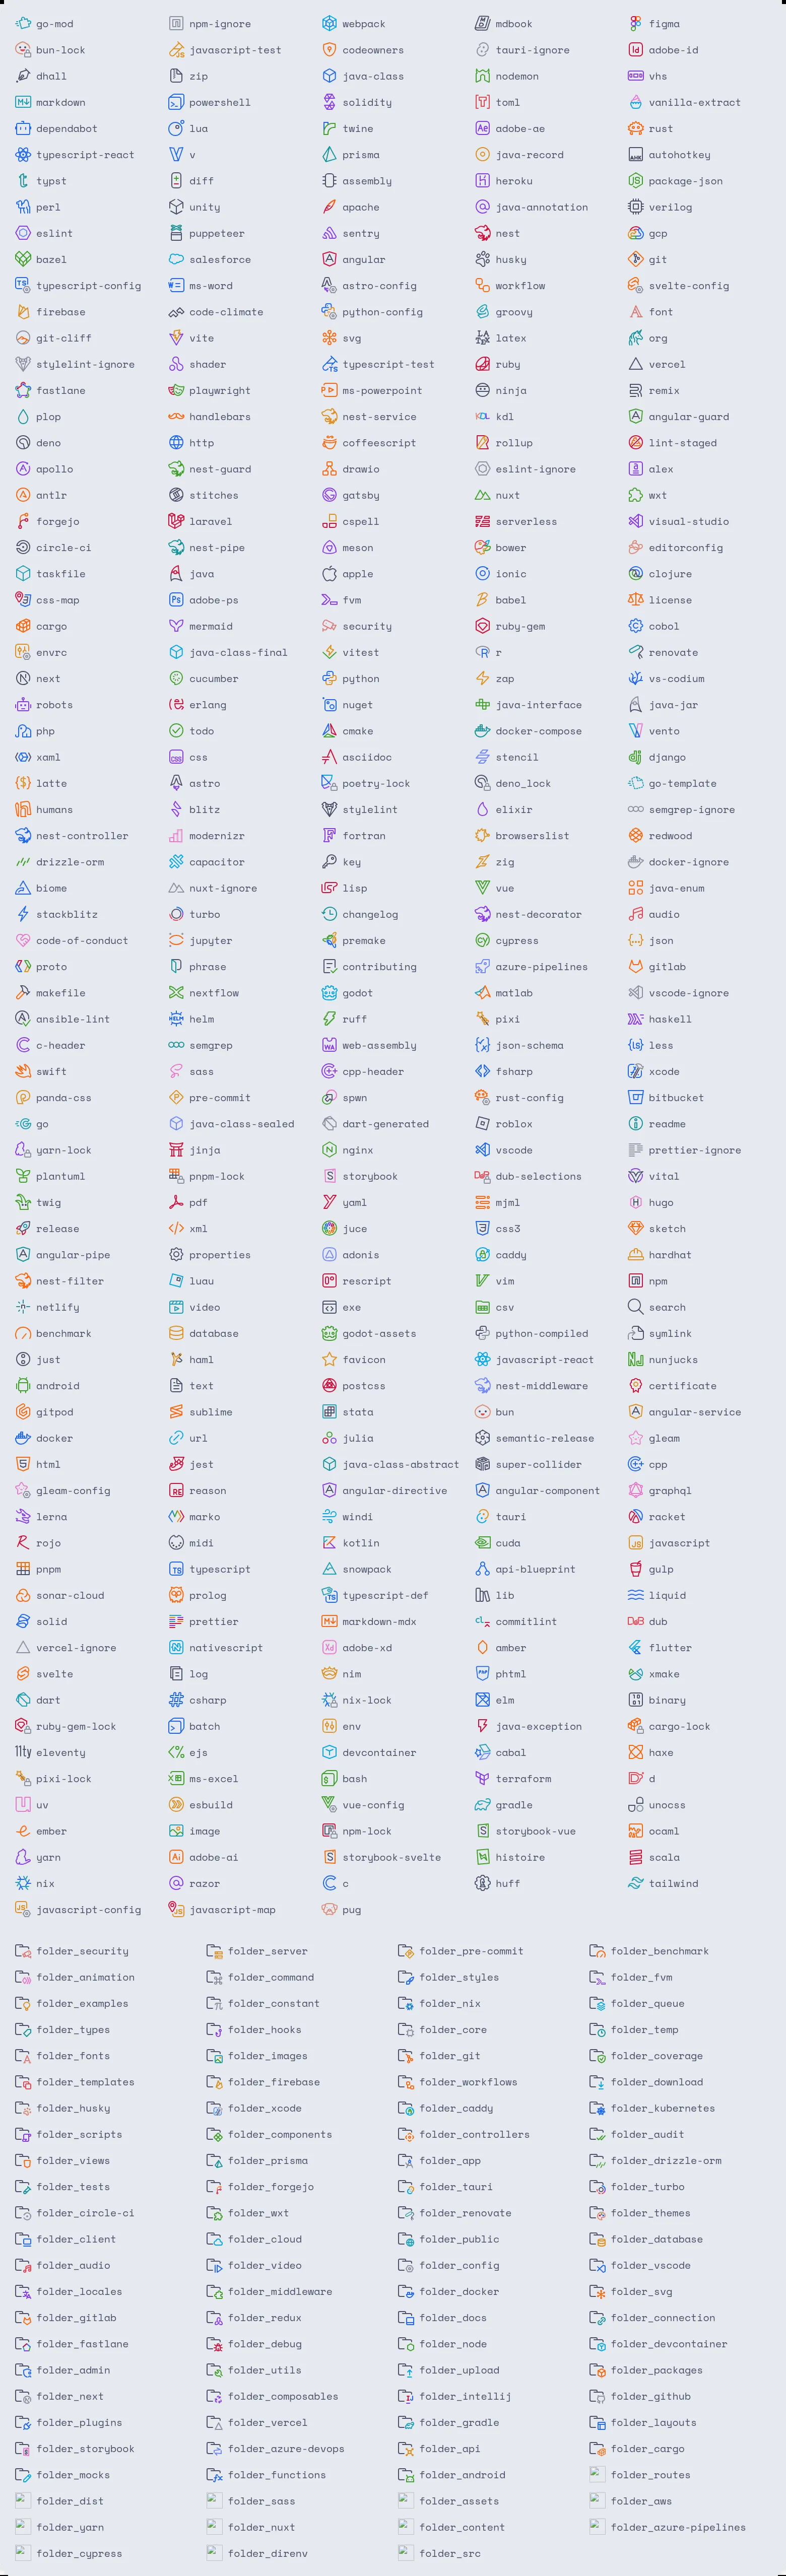 go-mod npm-ignore webpack mdbook figma
bun-lock javascript-test codeowners tauri-ignore adobe-id
dhall zip java-class nodemon vhs
markdown powershell solidity toml vanilla-extract
dependabot lua twine adobe-ae rust
typescript-react v prisma java-record autohotkey
typst diff assembly heroku package-json
perl unity apache java-annotation verilog
eslint puppeteer sentry nest gcp
bazel salesforce angular husky git
typescript-config ms-word astro-config workflow svelte-config
firebase code-climate python-config groovy font
git-cliff vite svg latex org
stylelint-ignore shader typescript-test ruby vercel
fastlane playwright ms-powerpoint ninja remix
plop handlebars nest-service kdl angular-guard
deno http coffeescript rollup lint-staged
apollo nest-guard drawio eslint-ignore alex
antlr stitches gatsby nuxt wxt
forgejo laravel cspell serverless visual-studio
circle-ci nest-pipe meson bower editorconfig
taskfile java apple ionic clojure
css-map adobe-ps fvm babel license
cargo mermaid security ruby-gem cobol
envrc java-class-final vitest r renovate
next cucumber python zap vs-codium
robots erlang nuget java-interface java-jar
php todo cmake docker-compose vento
xaml css asciidoc stencil django
latte astro poetry-lock deno_lock go-template
humans blitz stylelint elixir semgrep-ignore
nest-controller modernizr fortran browserslist redwood
drizzle-orm capacitor key zig docker-ignore
biome nuxt-ignore lisp vue java-enum
stackblitz turbo changelog nest-decorator audio
code-of-conduct jupyter premake cypress json
proto phrase contributing azure-pipelines gitlab
makefile nextflow godot matlab vscode-ignore
ansible-lint helm ruff pixi haskell
c-header semgrep web-assembly json-schema less
swift sass cpp-header fsharp xcode
panda-css pre-commit spwn rust-config bitbucket
go java-class-sealed dart-generated roblox readme
yarn-lock jinja nginx vscode prettier-ignore
plantuml pnpm-lock storybook dub-selections vital
twig pdf yaml mjml hugo
release xml juce css3 sketch
angular-pipe properties adonis caddy hardhat
nest-filter luau rescript vim npm
netlify video exe csv search
benchmark database godot-assets python-compiled symlink
just haml favicon javascript-react nunjucks
android text postcss nest-middleware certificate
gitpod sublime stata bun angular-service
docker url julia semantic-release gleam
html jest java-class-abstract super-collider cpp
gleam-config reason angular-directive angular-component graphql
lerna marko windi tauri racket
rojo midi kotlin cuda javascript
pnpm typescript snowpack api-blueprint gulp
sonar-cloud prolog typescript-def lib liquid
solid prettier markdown-mdx commitlint dub
vercel-ignore nativescript adobe-xd amber flutter
svelte log nim phtml xmake
dart csharp nix-lock elm binary
ruby-gem-lock batch env java-exception cargo-lock
eleventy ejs devcontainer cabal haxe
pixi-lock ms-excel bash terraform d
uv esbuild vue-config gradle unocss
ember image npm-lock storybook-vue ocaml
yarn adobe-ai storybook-svelte histoire scala
nix razor c huff tailwind
javascript-config javascript-map pug
folder_security folder_server folder_pre-commit folder_benchmark
folder_animation folder_command folder_styles folder_fvm
folder_examples folder_constant folder_nix folder_queue
folder_types folder_hooks folder_core folder_temp
folder_fonts folder_images folder_git folder_coverage
folder_templates folder_firebase folder_workflows folder_download
folder_husky folder_xcode folder_caddy folder_kubernetes
folder_scripts folder_components folder_controllers folder_audit
folder_views folder_prisma folder_app folder_drizzle-orm
folder_tests folder_forgejo folder_tauri folder_turbo
folder_circle-ci folder_wxt folder_renovate folder_themes
folder_client folder_cloud folder_public folder_database
folder_audio folder_video folder_config folder_vscode
folder_locales folder_middleware folder_docker folder_svg
folder_gitlab folder_redux folder_docs folder_connection
folder_fastlane folder_debug folder_node folder_devcontainer
folder_admin folder_utils folder_upload folder_packages
folder_next folder_composables folder_intellij folder_github
folder_plugins folder_vercel folder_gradle folder_layouts
folder_storybook folder_azure-devops folder_api folder_cargo
folder_mocks folder_functions folder_android folder_routes
folder_dist folder_sass folder_assets folder_aws
folder_yarn folder_nuxt folder_content folder_azure-pipelines
folder_cypress folder_direnv folder_src